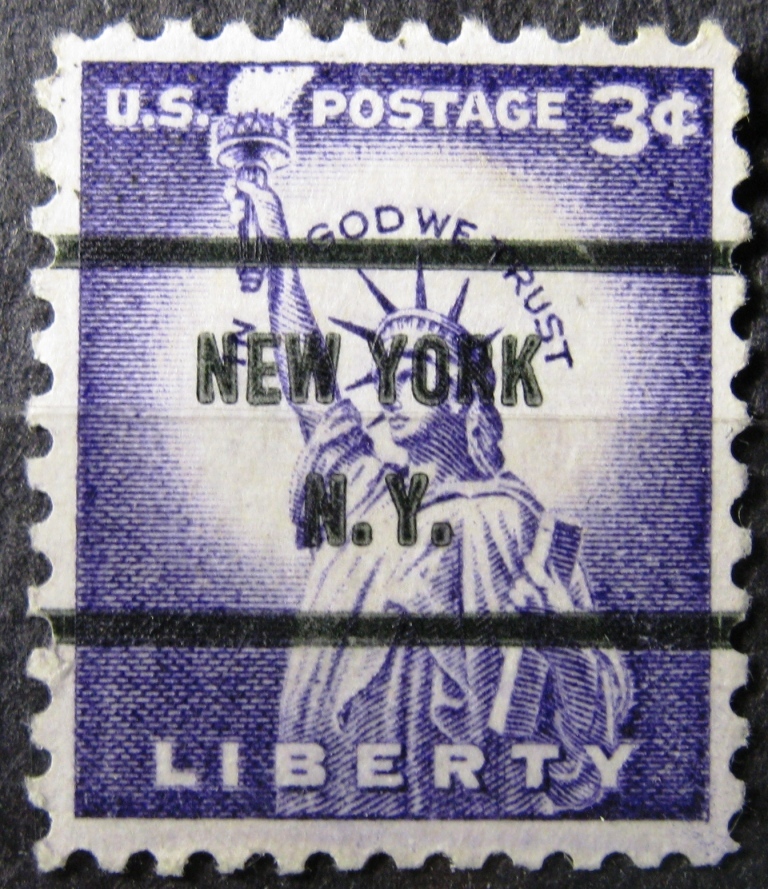 U.S. POSTAGE 3¢
IN GOD WE TRUST
NEW YORK
N.Y.
LIBERTY